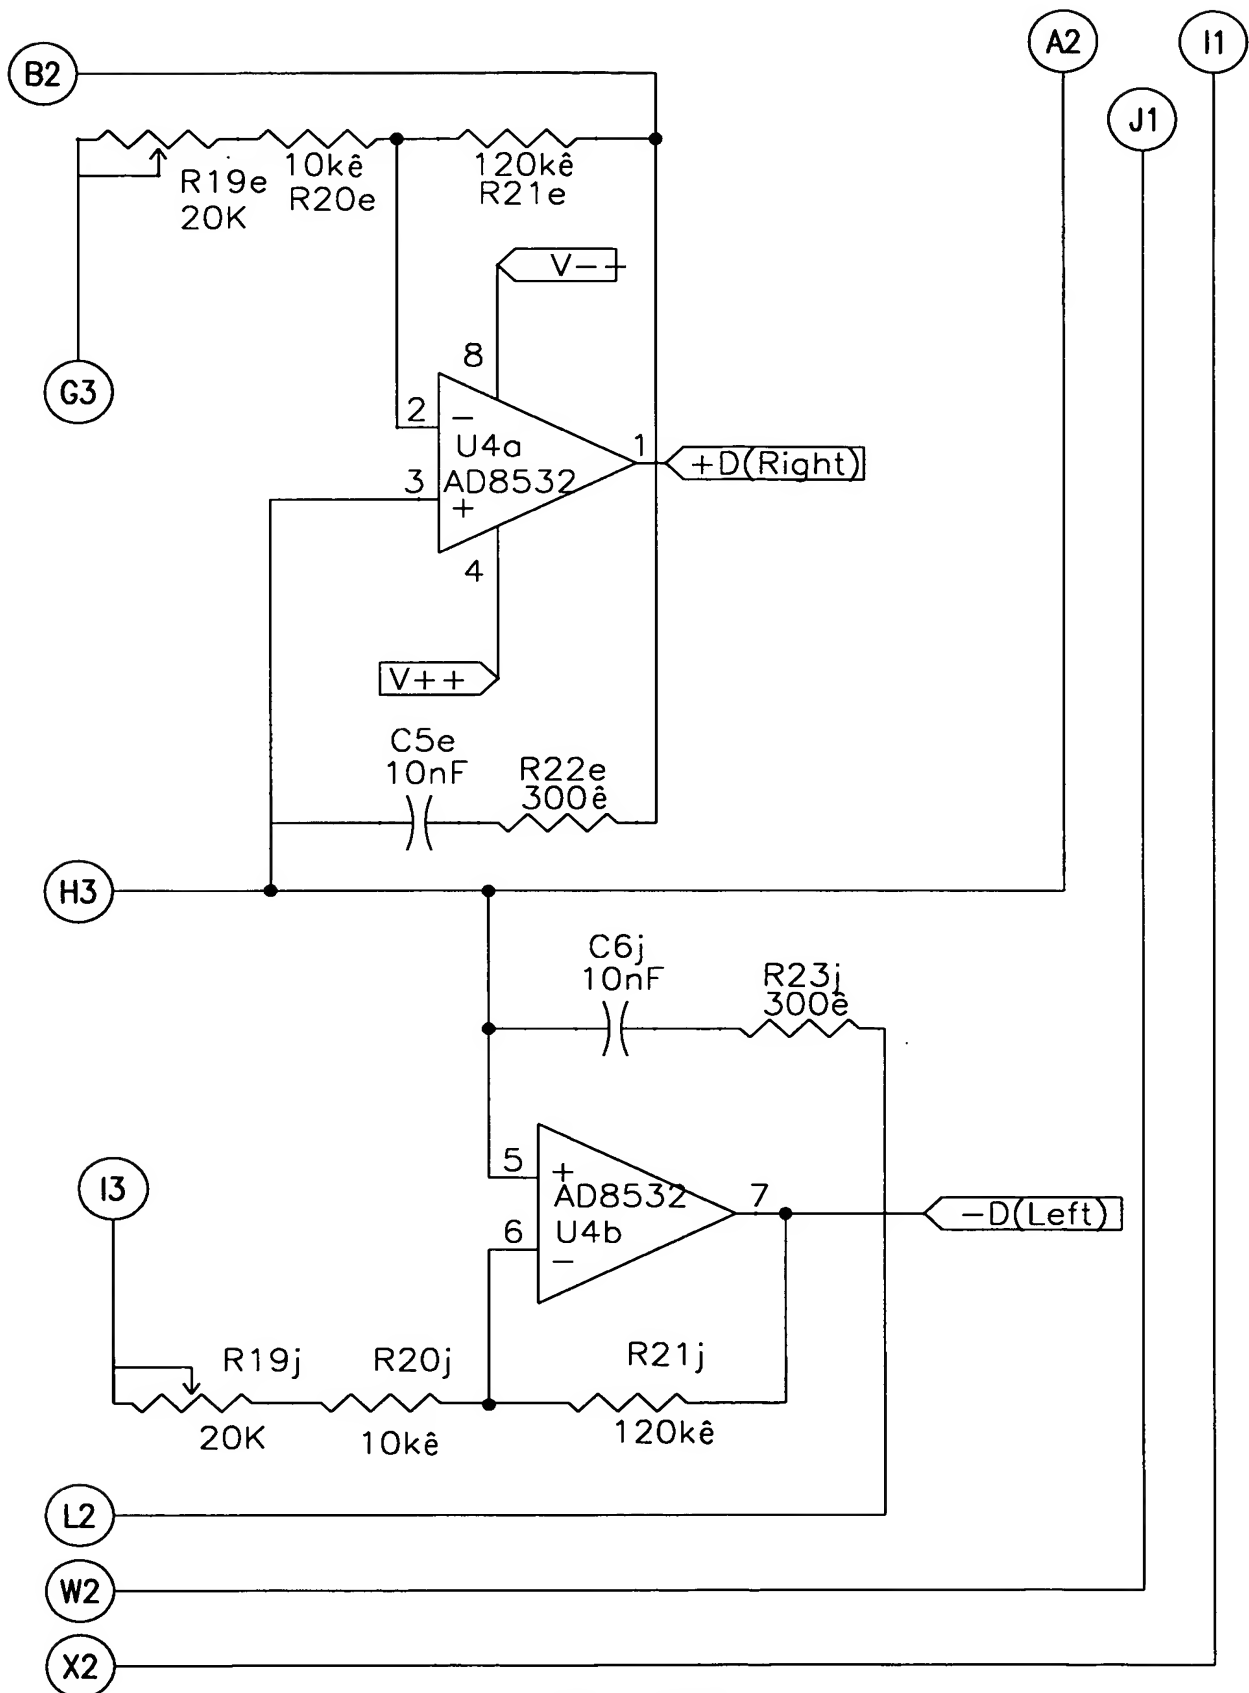 A2
I1
B2
J1
R19e
20K
10kê
R20e
120kê
R21e
V-+
8
G3
2
−
U4a
1
+D(Right)
3
AD8532
+
4
V++
C5e
10nF
R22e
300ê
H3
C6j
10nF
R23j
300ê
I3
5
+
AD8532
7
−D(Left)
6
U4b
−
R19j
R20j
R21j
20K
10kê
120kê
L2
W2
X2